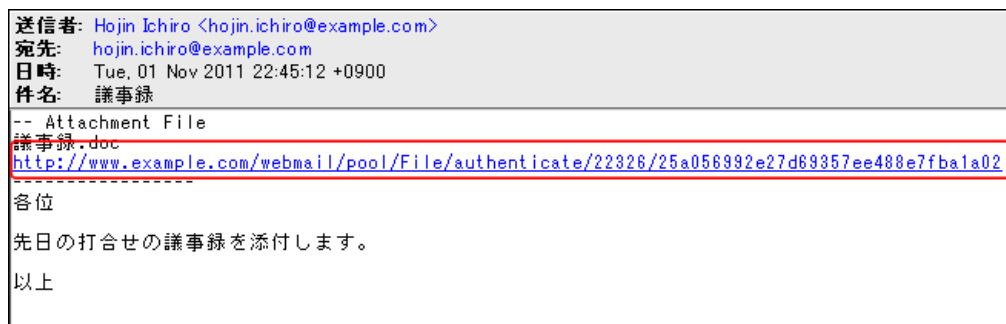 送信者: Hojin Ichiro <hojin.ichiro@example.com>
宛先: hojin.ichiro@example.com
日時: Tue, 01 Nov 2011 22:45:12 +0900
件名: 議事録
-- Attachment File
議事録.doc
http://www.example.com/webmail/pool/File/authenticate/22326/25a056992e27d69357ee488e7fba1a02
-----------------
各位
先日の打合せの議事録を添付します。
以上